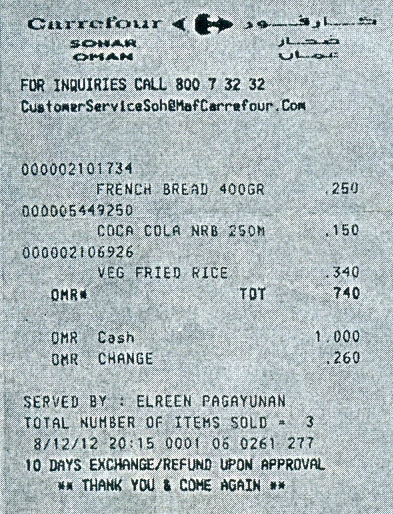 Carrefour كارفور
SOHAR صحار
OMAN عمان
FOR INQUIRIES CALL 800 7 32 32
CustomerServiceSoh@MafCarrefour.Com
000002101734
FRENCH BREAD 400GR .250
000005449250
COCA COLA NRB 250M .150
000002106926
VEG FRIED RICE .340
OMR* TOT 740
OMR Cash 1.000
OMR CHANGE .260
SERVED BY : ELREEN PAGAYUNAN
TOTAL NUMBER OF ITEMS SOLD = 3
8/12/12 20:15 0001 06 0261 277
10 DAYS EXCHANGE/REFUND UPON APPROVAL
** THANK YOU & COME AGAIN **